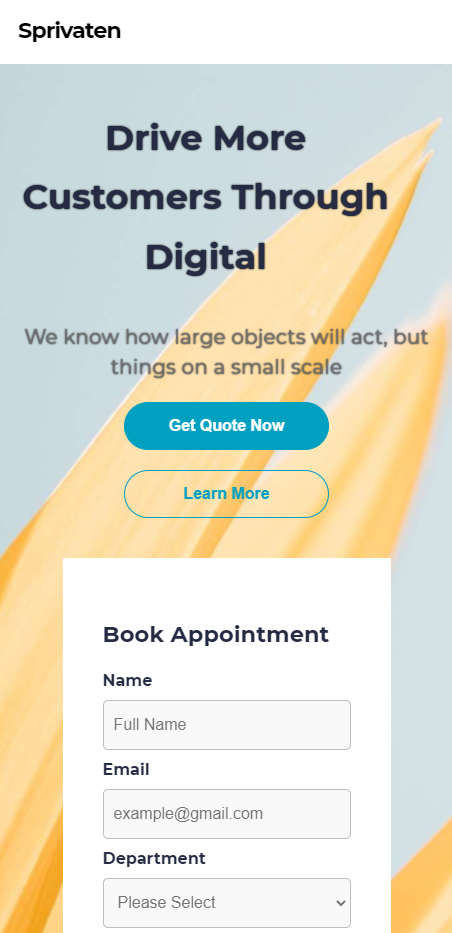 Sprivaten
Drive More
Customers Through
Digital
We know how large objects will act, but
things on a small scale
Get Quote Now
Learn More
Book Appointment
Name
Full Name
Email
example@gmail.com
Department
Please Select